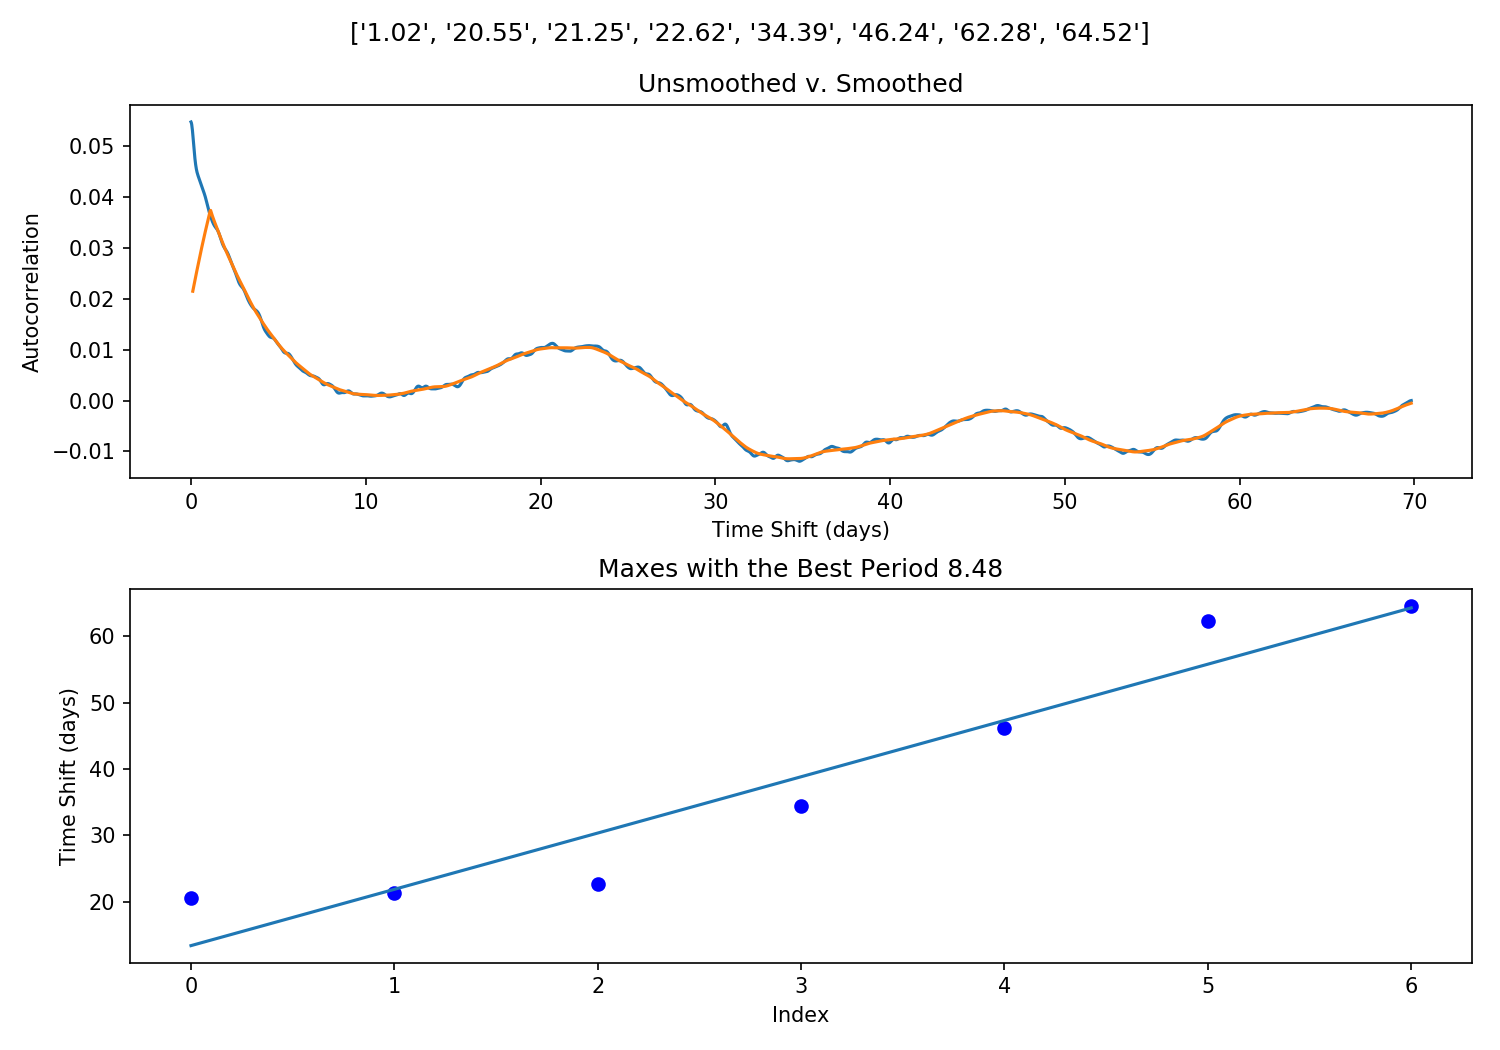 ['1.02', '20.55', '21.25', '22.62', '34.39', '46.24', '62.28', '64.52']
Unsmoothed v. Smoothed
Autocorrelation
0.05
0.04
0.03
0.02
0.01
0.00
−0.01
0 10 20 30 40 50 60 70
Time Shift (days)
Maxes with the Best Period 8.48
Time Shift (days)
60
50
40
30
20
0 1 2 3 4 5 6
Index